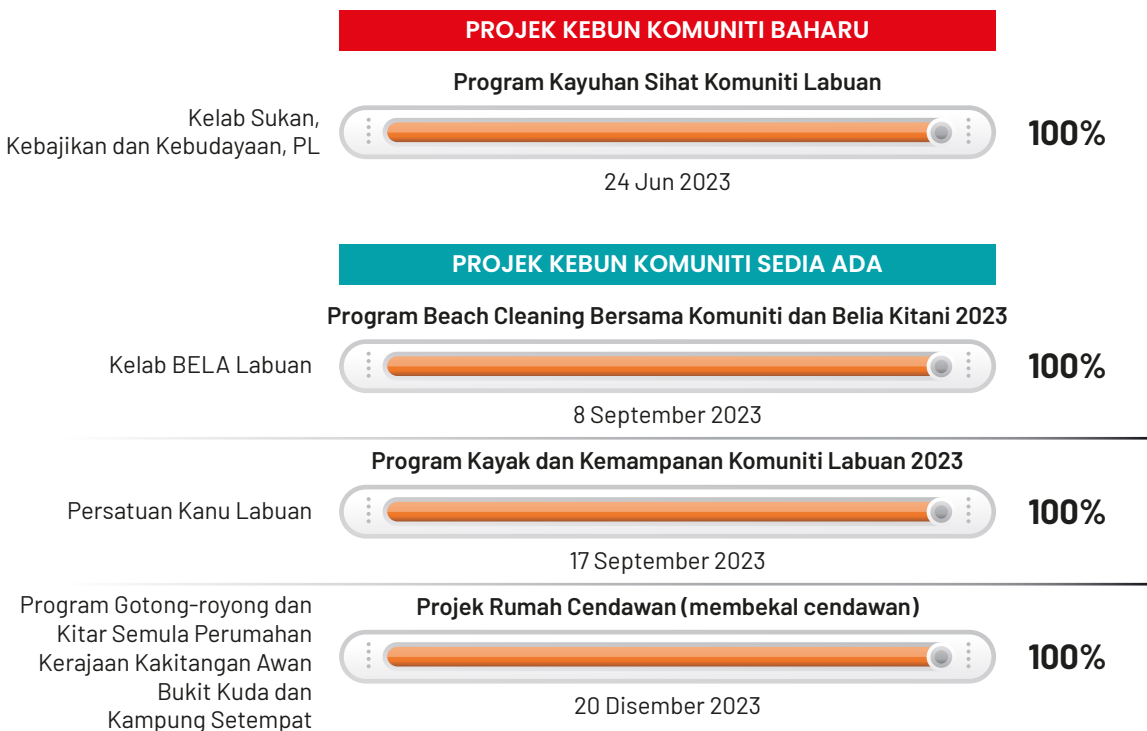 PROJEK KEBUN KOMUNITI BAHARU
Program Kayuhan Sihat Komuniti Labuan
Kelab Sukan,
Kebajikan dan Kebudayaan, PL
100%
24 Jun 2023
PROJEK KEBUN KOMUNITI SEDIA ADA
Program Beach Cleaning Bersama Komuniti dan Belia Kitani 2023
Kelab BELA Labuan
100%
8 September 2023
Program Kayak dan Kemampanan Komuniti Labuan 2023
Persatuan Kanu Labuan
100%
17 September 2023
Program Gotong-royong dan
Kitar Semula Perumahan
Kerajaan Kakitangan Awan
Bukit Kuda dan
Kampung Setempat
Projek Rumah Cendawan (membekal cendawan)
100%
20 Disember 2023